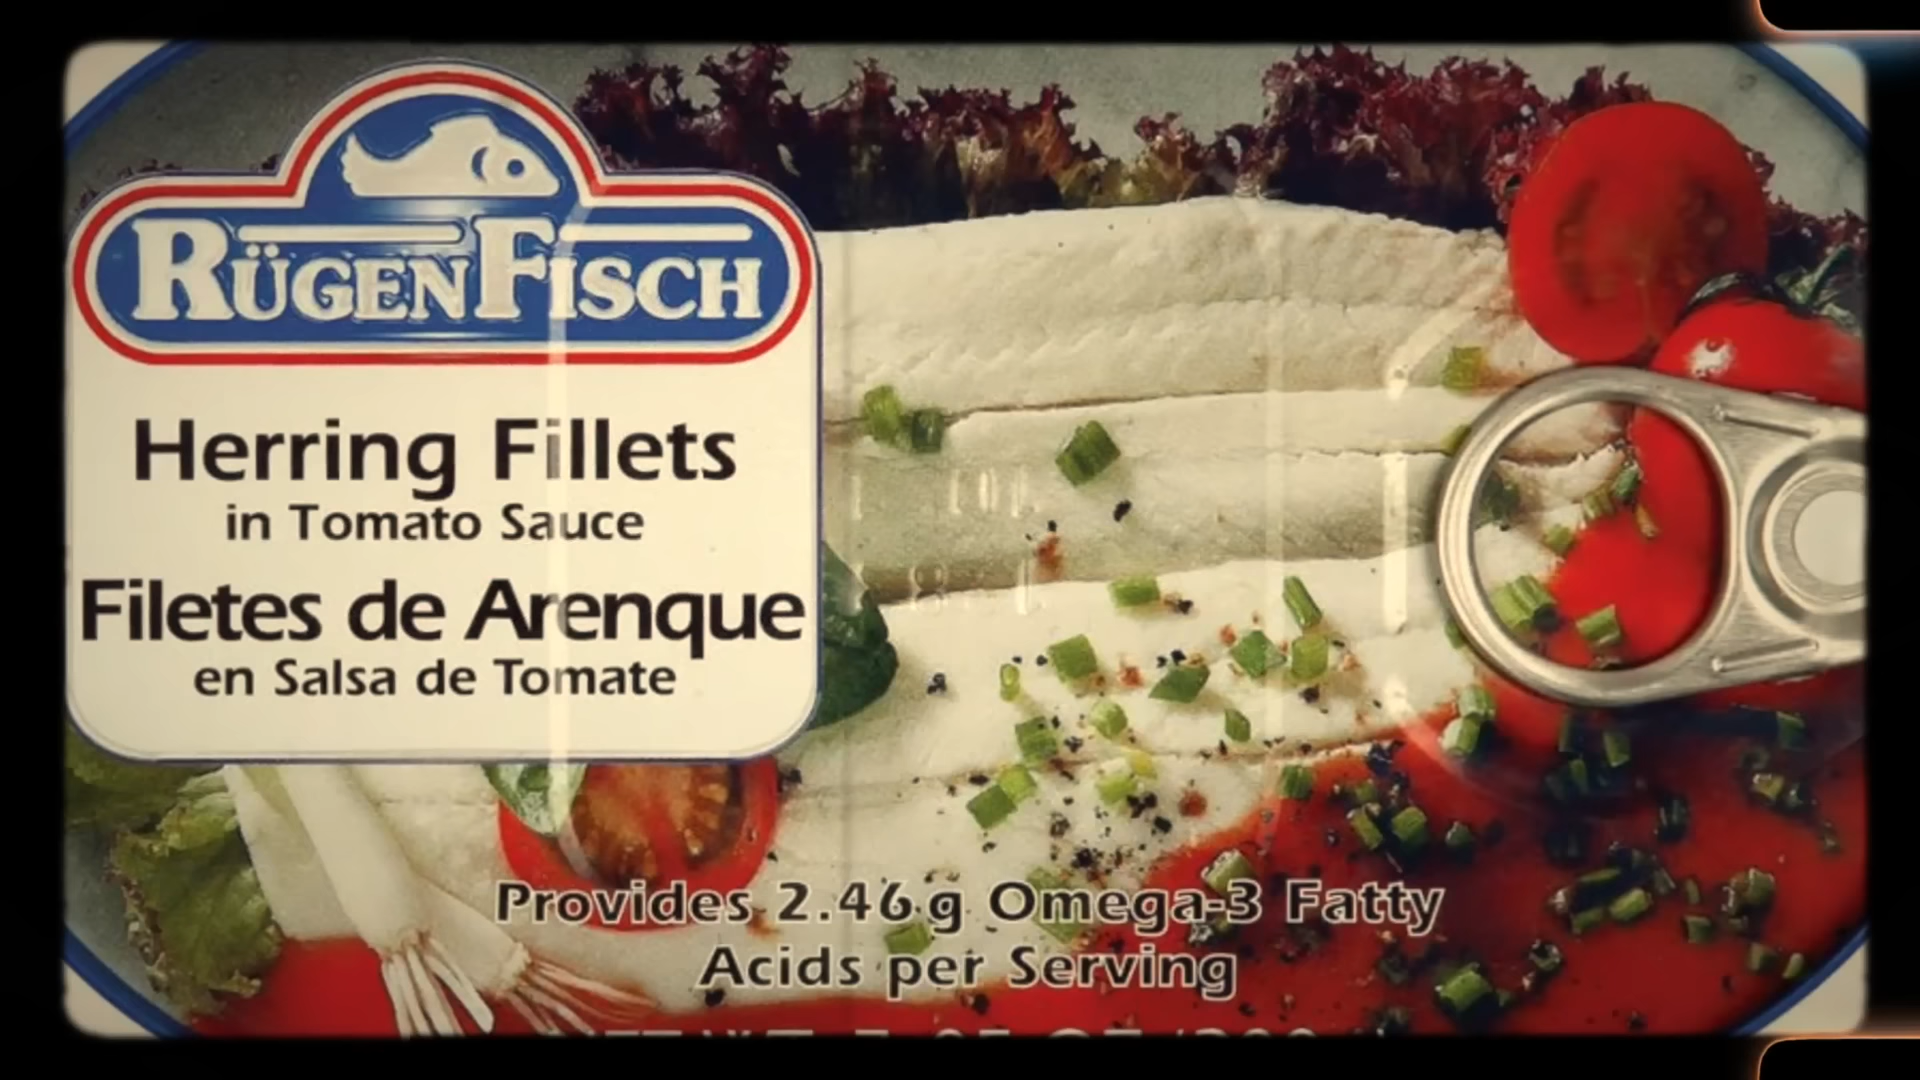 RÜGENFISCH
Herring Fillets
in Tomato Sauce
Filetes de Arenque
en Salsa de Tomate
Provides 2.46g Omega-3 Fatty
Acids per Serving